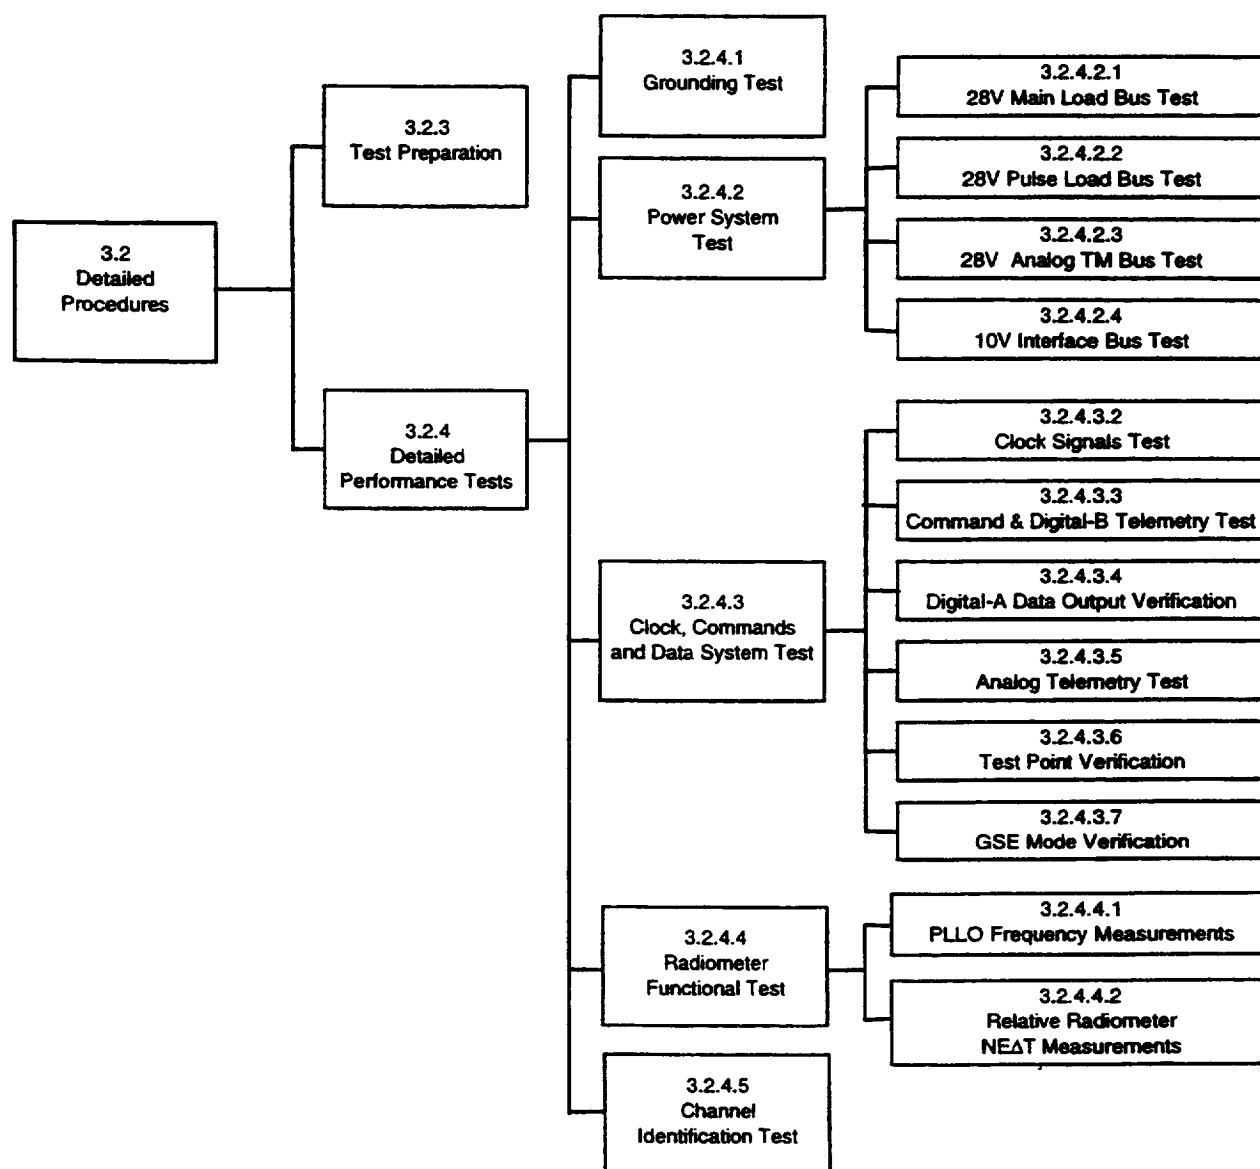 3.2
Detailed
Procedures
3.2.3
Test Preparation
3.2.4
Detailed
Performance Tests
3.2.4.1
Grounding Test
3.2.4.2
Power System
Test
3.2.4.2.1
28V Main Load Bus Test
3.2.4.2.2
28V Pulse Load Bus Test
3.2.4.2.3
28V Analog TM Bus Test
3.2.4.2.4
10V Interface Bus Test
3.2.4.3
Clock, Commands
and Data System Test
3.2.4.3.2
Clock Signals Test
3.2.4.3.3
Command & Digital-B Telemetry Test
3.2.4.3.4
Digital-A Data Output Verification
3.2.4.3.5
Analog Telemetry Test
3.2.4.3.6
Test Point Verification
3.2.4.3.7
GSE Mode Verification
3.2.4.4
Radiometer
Functional Test
3.2.4.4.1
PLLO Frequency Measurements
3.2.4.4.2
Relative Radiometer
NEΔT Measurements
3.2.4.5
Channel
Identification Test